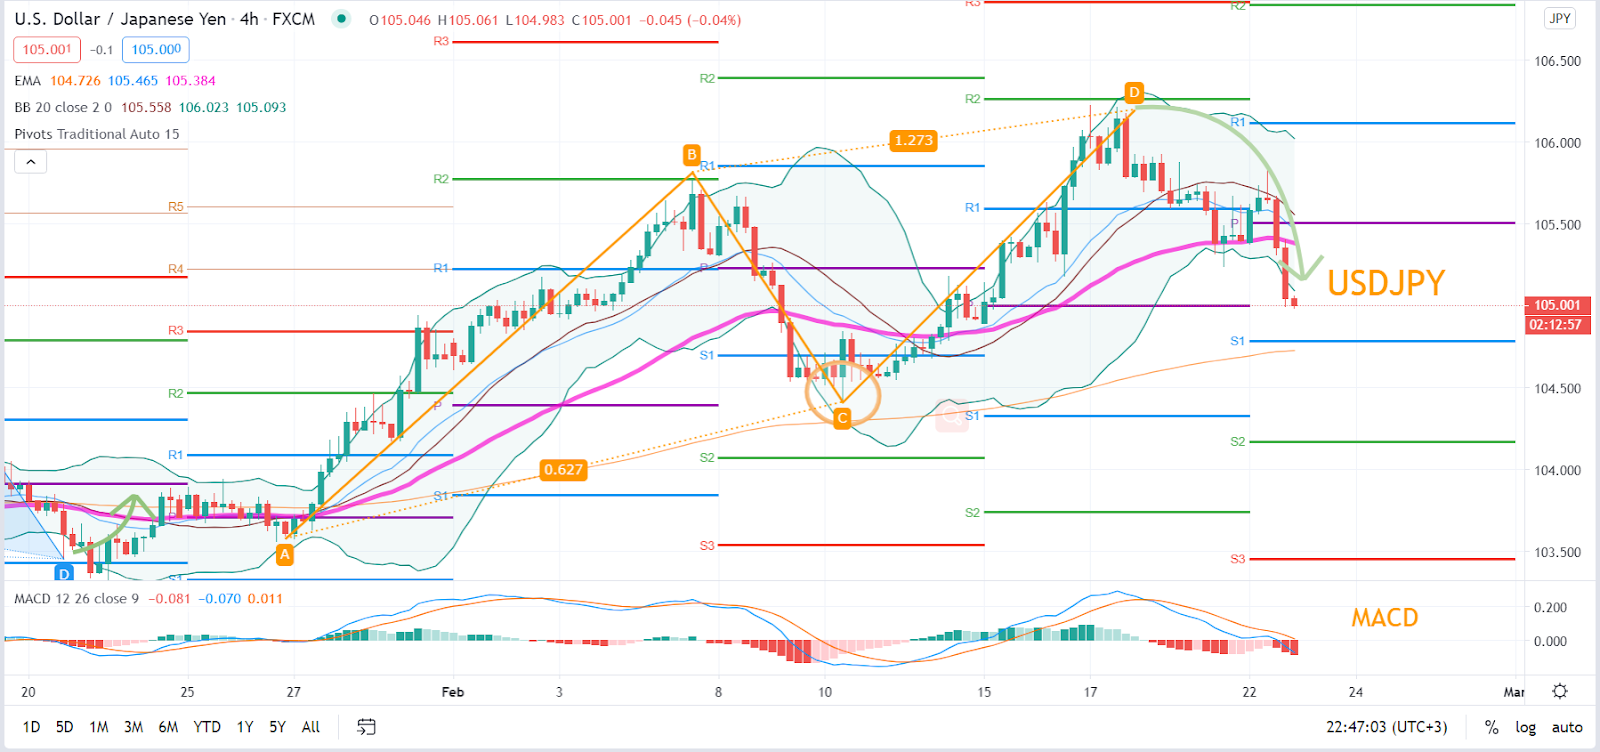 U.S. Dollar / Japanese Yen · 4h · FXCM O105.046 H105.061 L104.983 C105.001 −0.045 (−0.04%)
JPY
105.001 −0.1 105.000
EMA 104.726 105.465 105.384
BB 20 close 2 0 105.558 106.023 105.093
Pivots Traditional Auto 15
R3
R2
R3
R2
106.500
R2
D
R1
1.273
106.000
B
R1
R2
R5
R1
P
105.500
R4
R1
P
USDJPY
105.001
02:12:57
R3
P
S1
S1
R2
P
C
S1
104.500
S2
R1
S2
0.627
104.000
S1
P
S2
A
S3
103.500
S3
D
S1
MACD 12 26 close 9 −0.081 −0.070 0.011
MACD
0.200
0.000
20 25 27 Feb 3 8 10 15 17 22 24 Mar
1D 5D 1M 3M 6M YTD 1Y 5Y All
22:47:03 (UTC+3) % log auto